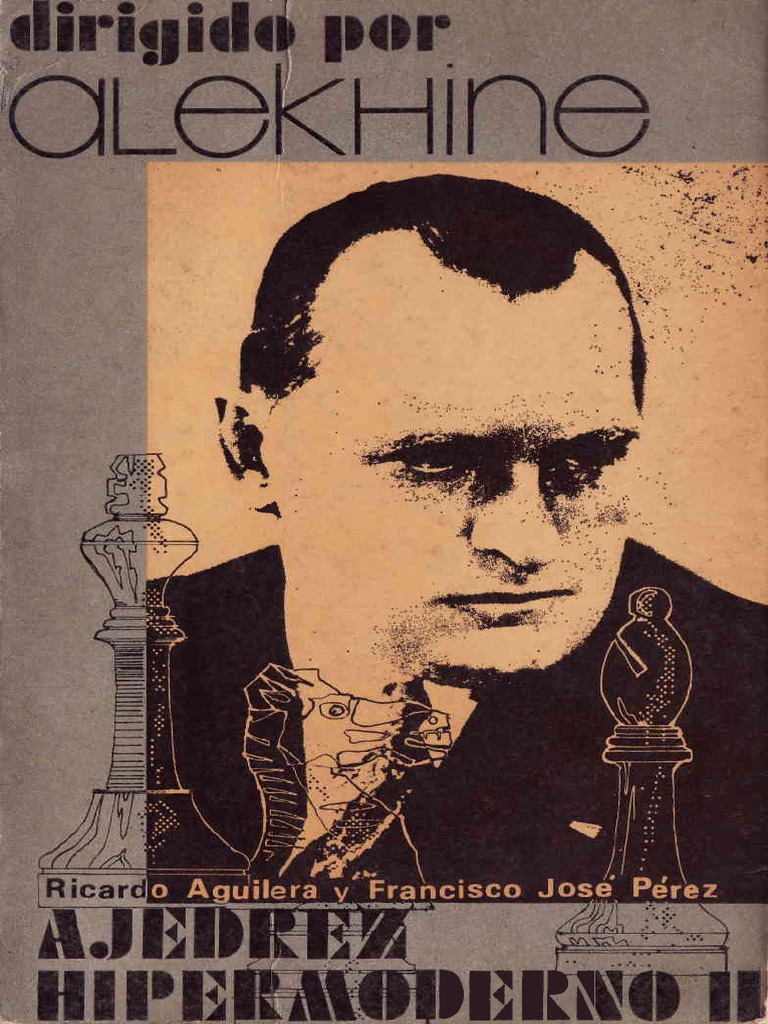 dirigido por
alekhine
Ricardo Aguilera y Francisco José Pérez
AJEDREZ
HIPERMODERNO II